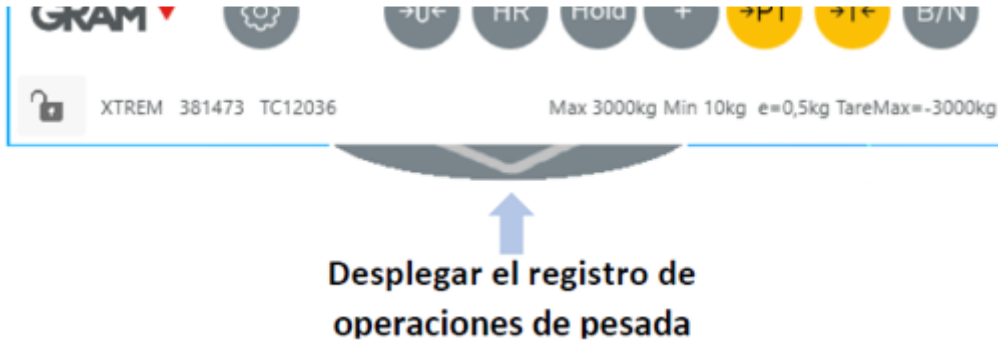 GRAM →0← HR Hold + →PT →T← B/N
XTREM 381473 TC12036 Max 3000kg Min 10kg e=0,5kg TareMax=-3000kg
Desplegar el registro de
operaciones de pesada